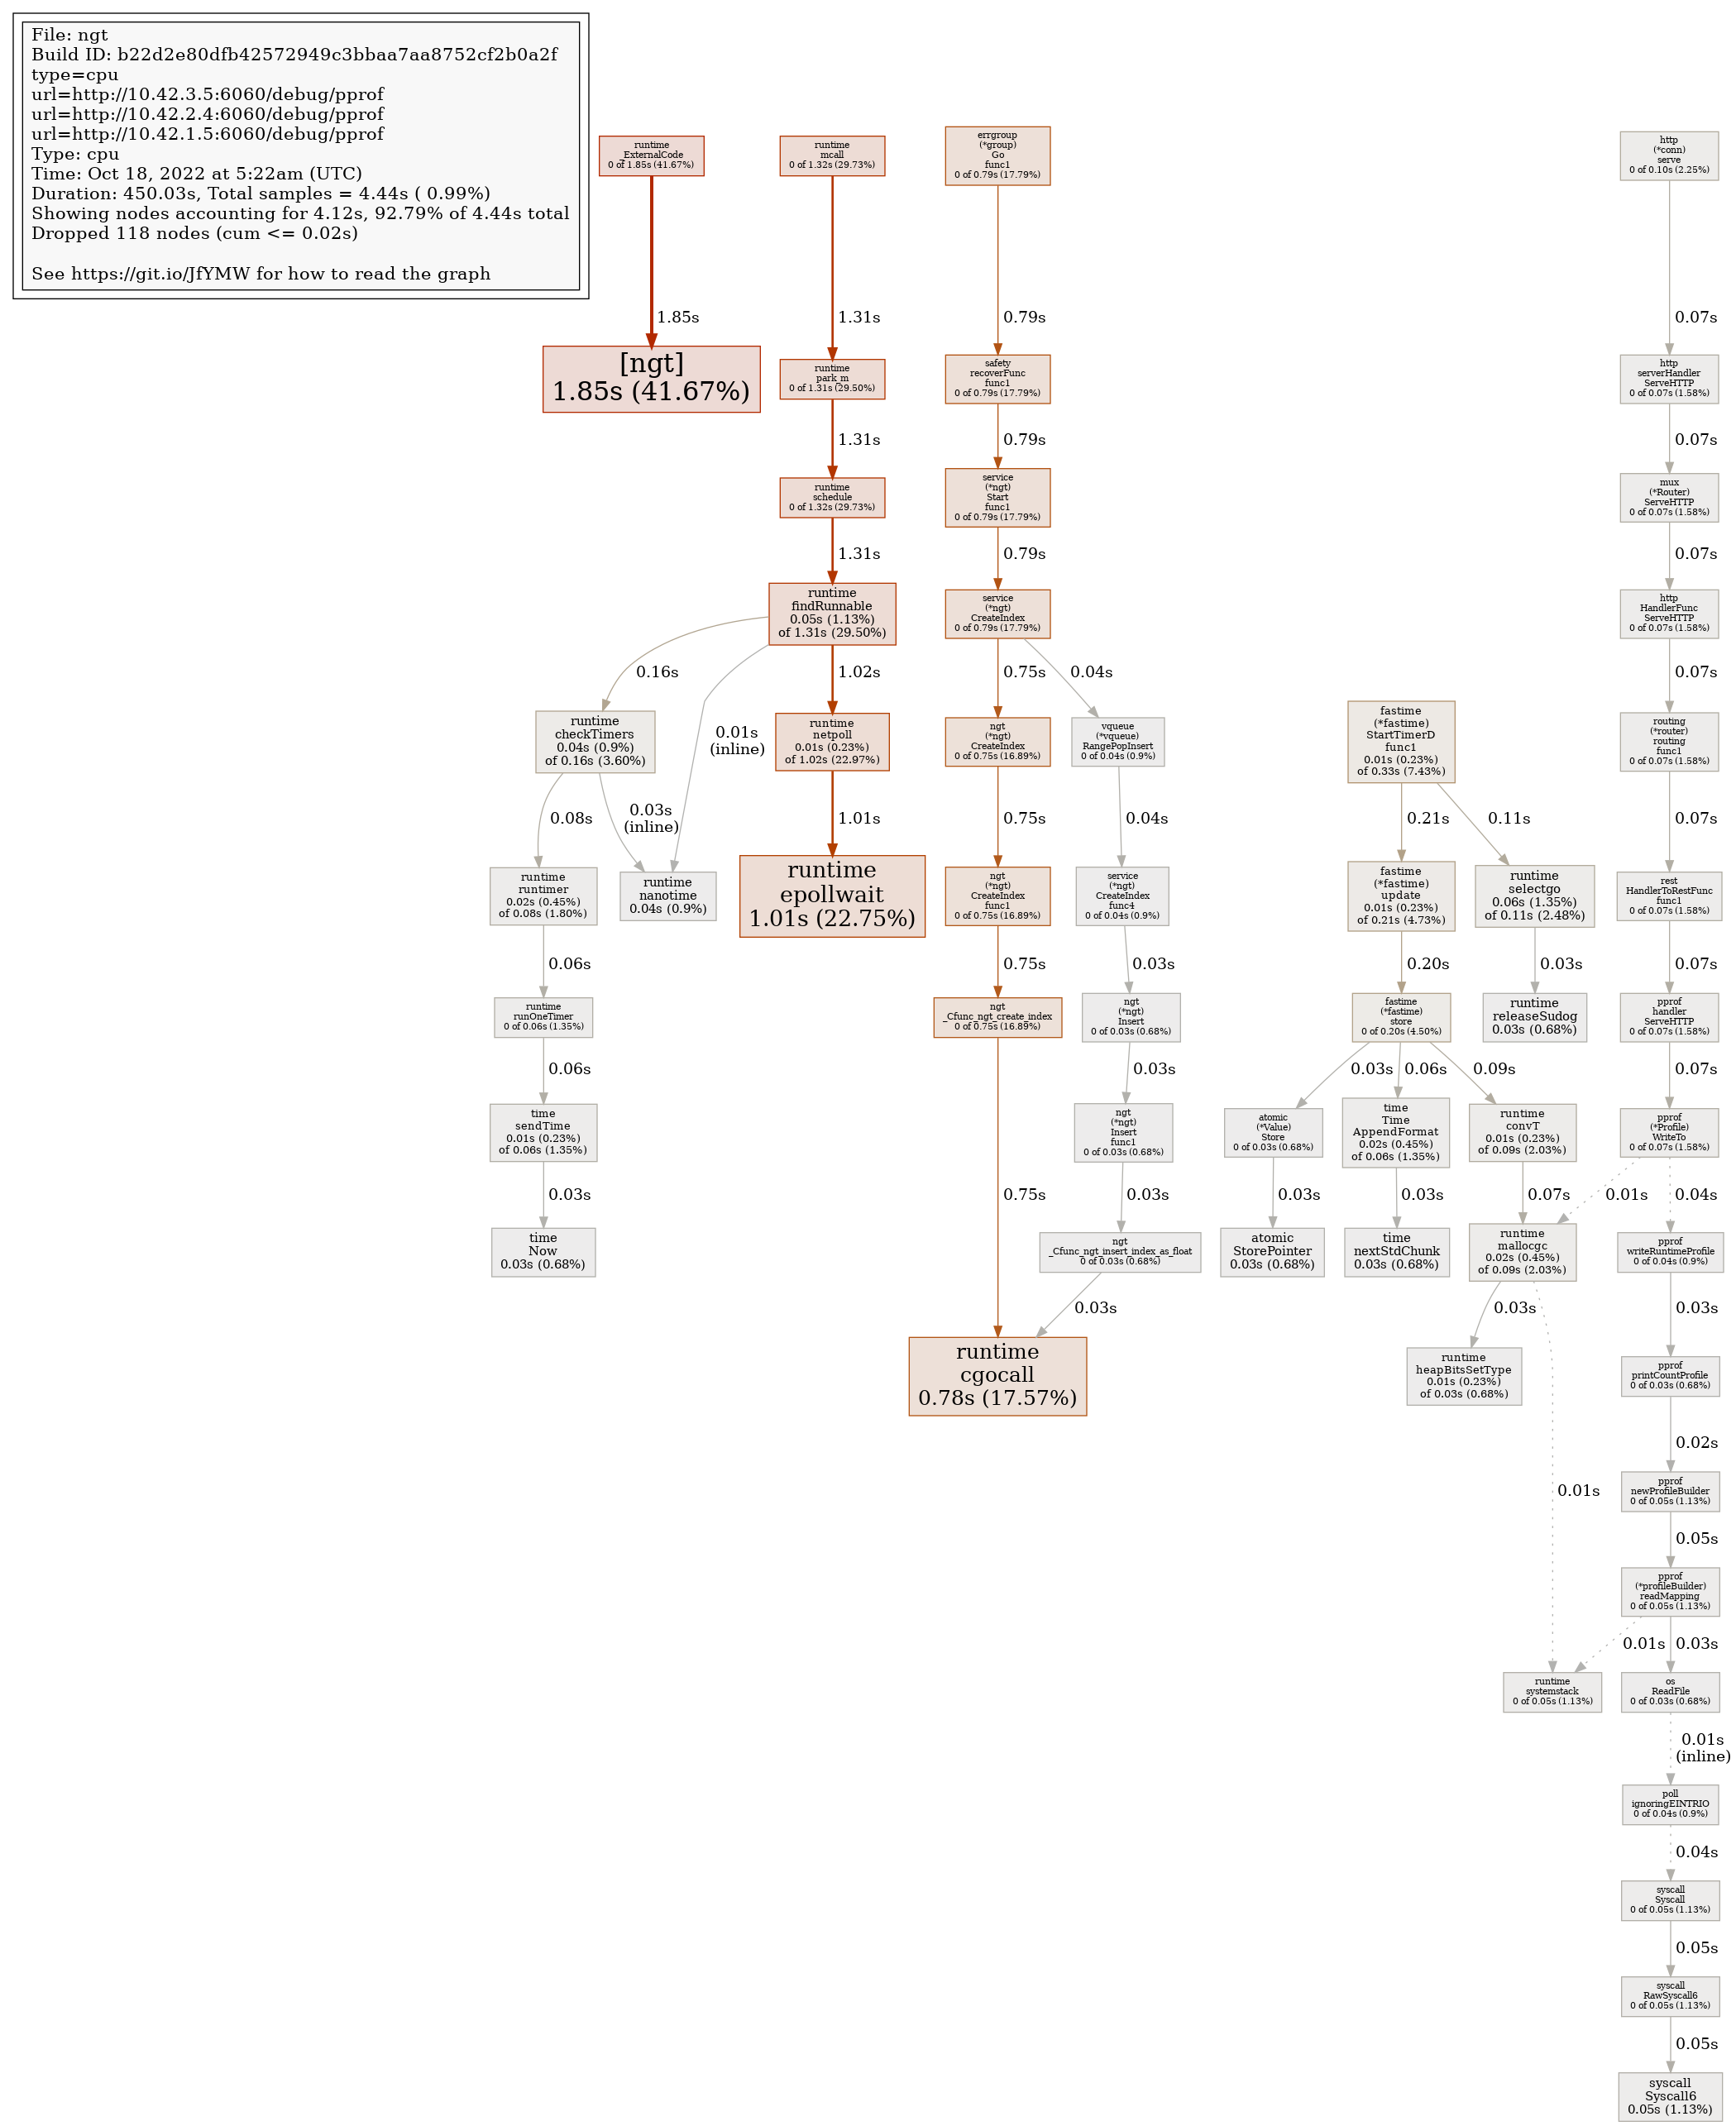 File: ngt
Build ID: b22d2e80dfb42572949c3bbaa7aa8752cf2b0a2f
type=cpu
url=http://10.42.3.5:6060/debug/pprof
url=http://10.42.2.4:6060/debug/pprof
url=http://10.42.1.5:6060/debug/pprof
Type: cpu
Time: Oct 18, 2022 at 5:22am (UTC)
Duration: 450.03s, Total samples = 4.44s ( 0.99%)
Showing nodes accounting for 4.12s, 92.79% of 4.44s total
Dropped 118 nodes (cum <= 0.02s)
See https://git.io/JfYMW for how to read the graph
runtime
_ExternalCode
0 of 1.85s (41.67%)
1.85s
[ngt]
1.85s (41.67%)
runtime
mcall
0 of 1.32s (29.73%)
1.31s
runtime
park_m
0 of 1.31s (29.50%)
1.31s
runtime
schedule
0 of 1.32s (29.73%)
1.31s
runtime
findRunnable
0.05s (1.13%)
of 1.31s (29.50%)
0.16s
0.01s
(inline)
1.02s
runtime
checkTimers
0.04s (0.9%)
of 0.16s (3.60%)
0.08s
0.03s
(inline)
runtime
runtimer
0.02s (0.45%)
of 0.08s (1.80%)
runtime
nanotime
0.04s (0.9%)
0.06s
runtime
runOneTimer
0 of 0.06s (1.35%)
0.06s
time
sendTime
0.01s (0.23%)
of 0.06s (1.35%)
0.03s
time
Now
0.03s (0.68%)
runtime
netpoll
0.01s (0.23%)
of 1.02s (22.97%)
1.01s
runtime
epollwait
1.01s (22.75%)
errgroup
(*group)
Go
func1
0 of 0.79s (17.79%)
0.79s
safety
recoverFunc
func1
0 of 0.79s (17.79%)
0.79s
service
(*ngt)
Start
func1
0 of 0.79s (17.79%)
0.79s
service
(*ngt)
CreateIndex
0 of 0.79s (17.79%)
0.75s
0.04s
ngt
(*ngt)
CreateIndex
0 of 0.75s (16.89%)
0.75s
ngt
(*ngt)
CreateIndex
func1
0 of 0.75s (16.89%)
0.75s
ngt
_Cfunc_ngt_create_index
0 of 0.75s (16.89%)
0.75s
vqueue
(*vqueue)
RangePopInsert
0 of 0.04s (0.9%)
0.04s
service
(*ngt)
CreateIndex
func4
0 of 0.04s (0.9%)
0.03s
ngt
(*ngt)
Insert
0 of 0.03s (0.68%)
0.03s
ngt
(*ngt)
Insert
func1
0 of 0.03s (0.68%)
0.03s
ngt
_Cfunc_ngt_insert_index_as_float
0 of 0.03s (0.68%)
0.03s
runtime
cgocall
0.78s (17.57%)
fastime
(*fastime)
StartTimerD
func1
0.01s (0.23%)
of 0.33s (7.43%)
0.21s
0.11s
fastime
(*fastime)
update
0.01s (0.23%)
of 0.21s (4.73%)
runtime
selectgo
0.06s (1.35%)
of 0.11s (2.48%)
0.20s
0.03s
fastime
(*fastime)
store
0 of 0.20s (4.50%)
runtime
releaseSudog
0.03s (0.68%)
0.03s
0.06s
0.09s
atomic
(*Value)
Store
0 of 0.03s (0.68%)
time
Time
AppendFormat
0.02s (0.45%)
of 0.06s (1.35%)
runtime
convT
0.01s (0.23%)
of 0.09s (2.03%)
0.03s
0.03s
0.07s
atomic
StorePointer
0.03s (0.68%)
time
nextStdChunk
0.03s (0.68%)
runtime
mallocgc
0.02s (0.45%)
of 0.09s (2.03%)
0.03s
0.01s
runtime
heapBitsSetType
0.01s (0.23%)
of 0.03s (0.68%)
http
(*conn)
serve
0 of 0.10s (2.25%)
0.07s
http
serverHandler
ServeHTTP
0 of 0.07s (1.58%)
0.07s
mux
(*Router)
ServeHTTP
0 of 0.07s (1.58%)
0.07s
http
HandlerFunc
ServeHTTP
0 of 0.07s (1.58%)
0.07s
routing
(*router)
routing
func1
0 of 0.07s (1.58%)
0.07s
rest
HandlerToRestFunc
func1
0 of 0.07s (1.58%)
0.07s
pprof
handler
ServeHTTP
0 of 0.07s (1.58%)
0.07s
pprof
(*Profile)
WriteTo
0 of 0.07s (1.58%)
0.01s
0.04s
pprof
writeRuntimeProfile
0 of 0.04s (0.9%)
0.03s
pprof
printCountProfile
0 of 0.03s (0.68%)
0.02s
pprof
newProfileBuilder
0 of 0.05s (1.13%)
0.05s
pprof
(*profileBuilder)
readMapping
0 of 0.05s (1.13%)
0.01s
0.03s
runtime
systemstack
0 of 0.05s (1.13%)
os
ReadFile
0 of 0.03s (0.68%)
0.01s
(inline)
poll
ignoringEINTRIO
0 of 0.04s (0.9%)
0.04s
syscall
Syscall
0 of 0.05s (1.13%)
0.05s
syscall
RawSyscall6
0 of 0.05s (1.13%)
0.05s
syscall
Syscall6
0.05s (1.13%)